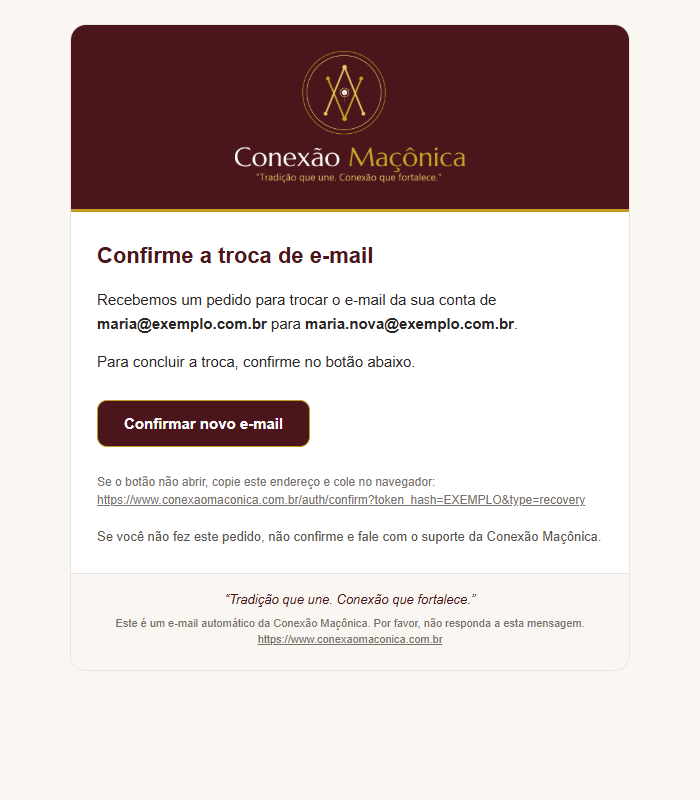 Conexão Maçônica
"Tradição que une. Conexão que fortalece."
Confirme a troca de e-mail
Recebemos um pedido para trocar o e-mail da sua conta de
maria@exemplo.com.br para maria.nova@exemplo.com.br.
Para concluir a troca, confirme no botão abaixo.
Confirmar novo e-mail
Se o botão não abrir, copie este endereço e cole no navegador:
https://www.conexaomaconica.com.br/auth/confirm?token_hash=EXEMPLO&type=recovery
Se você não fez este pedido, não confirme e fale com o suporte da Conexão Maçônica.
“Tradição que une. Conexão que fortalece.”
Este é um e-mail automático da Conexão Maçônica. Por favor, não responda a esta mensagem.
https://www.conexaomaconica.com.br